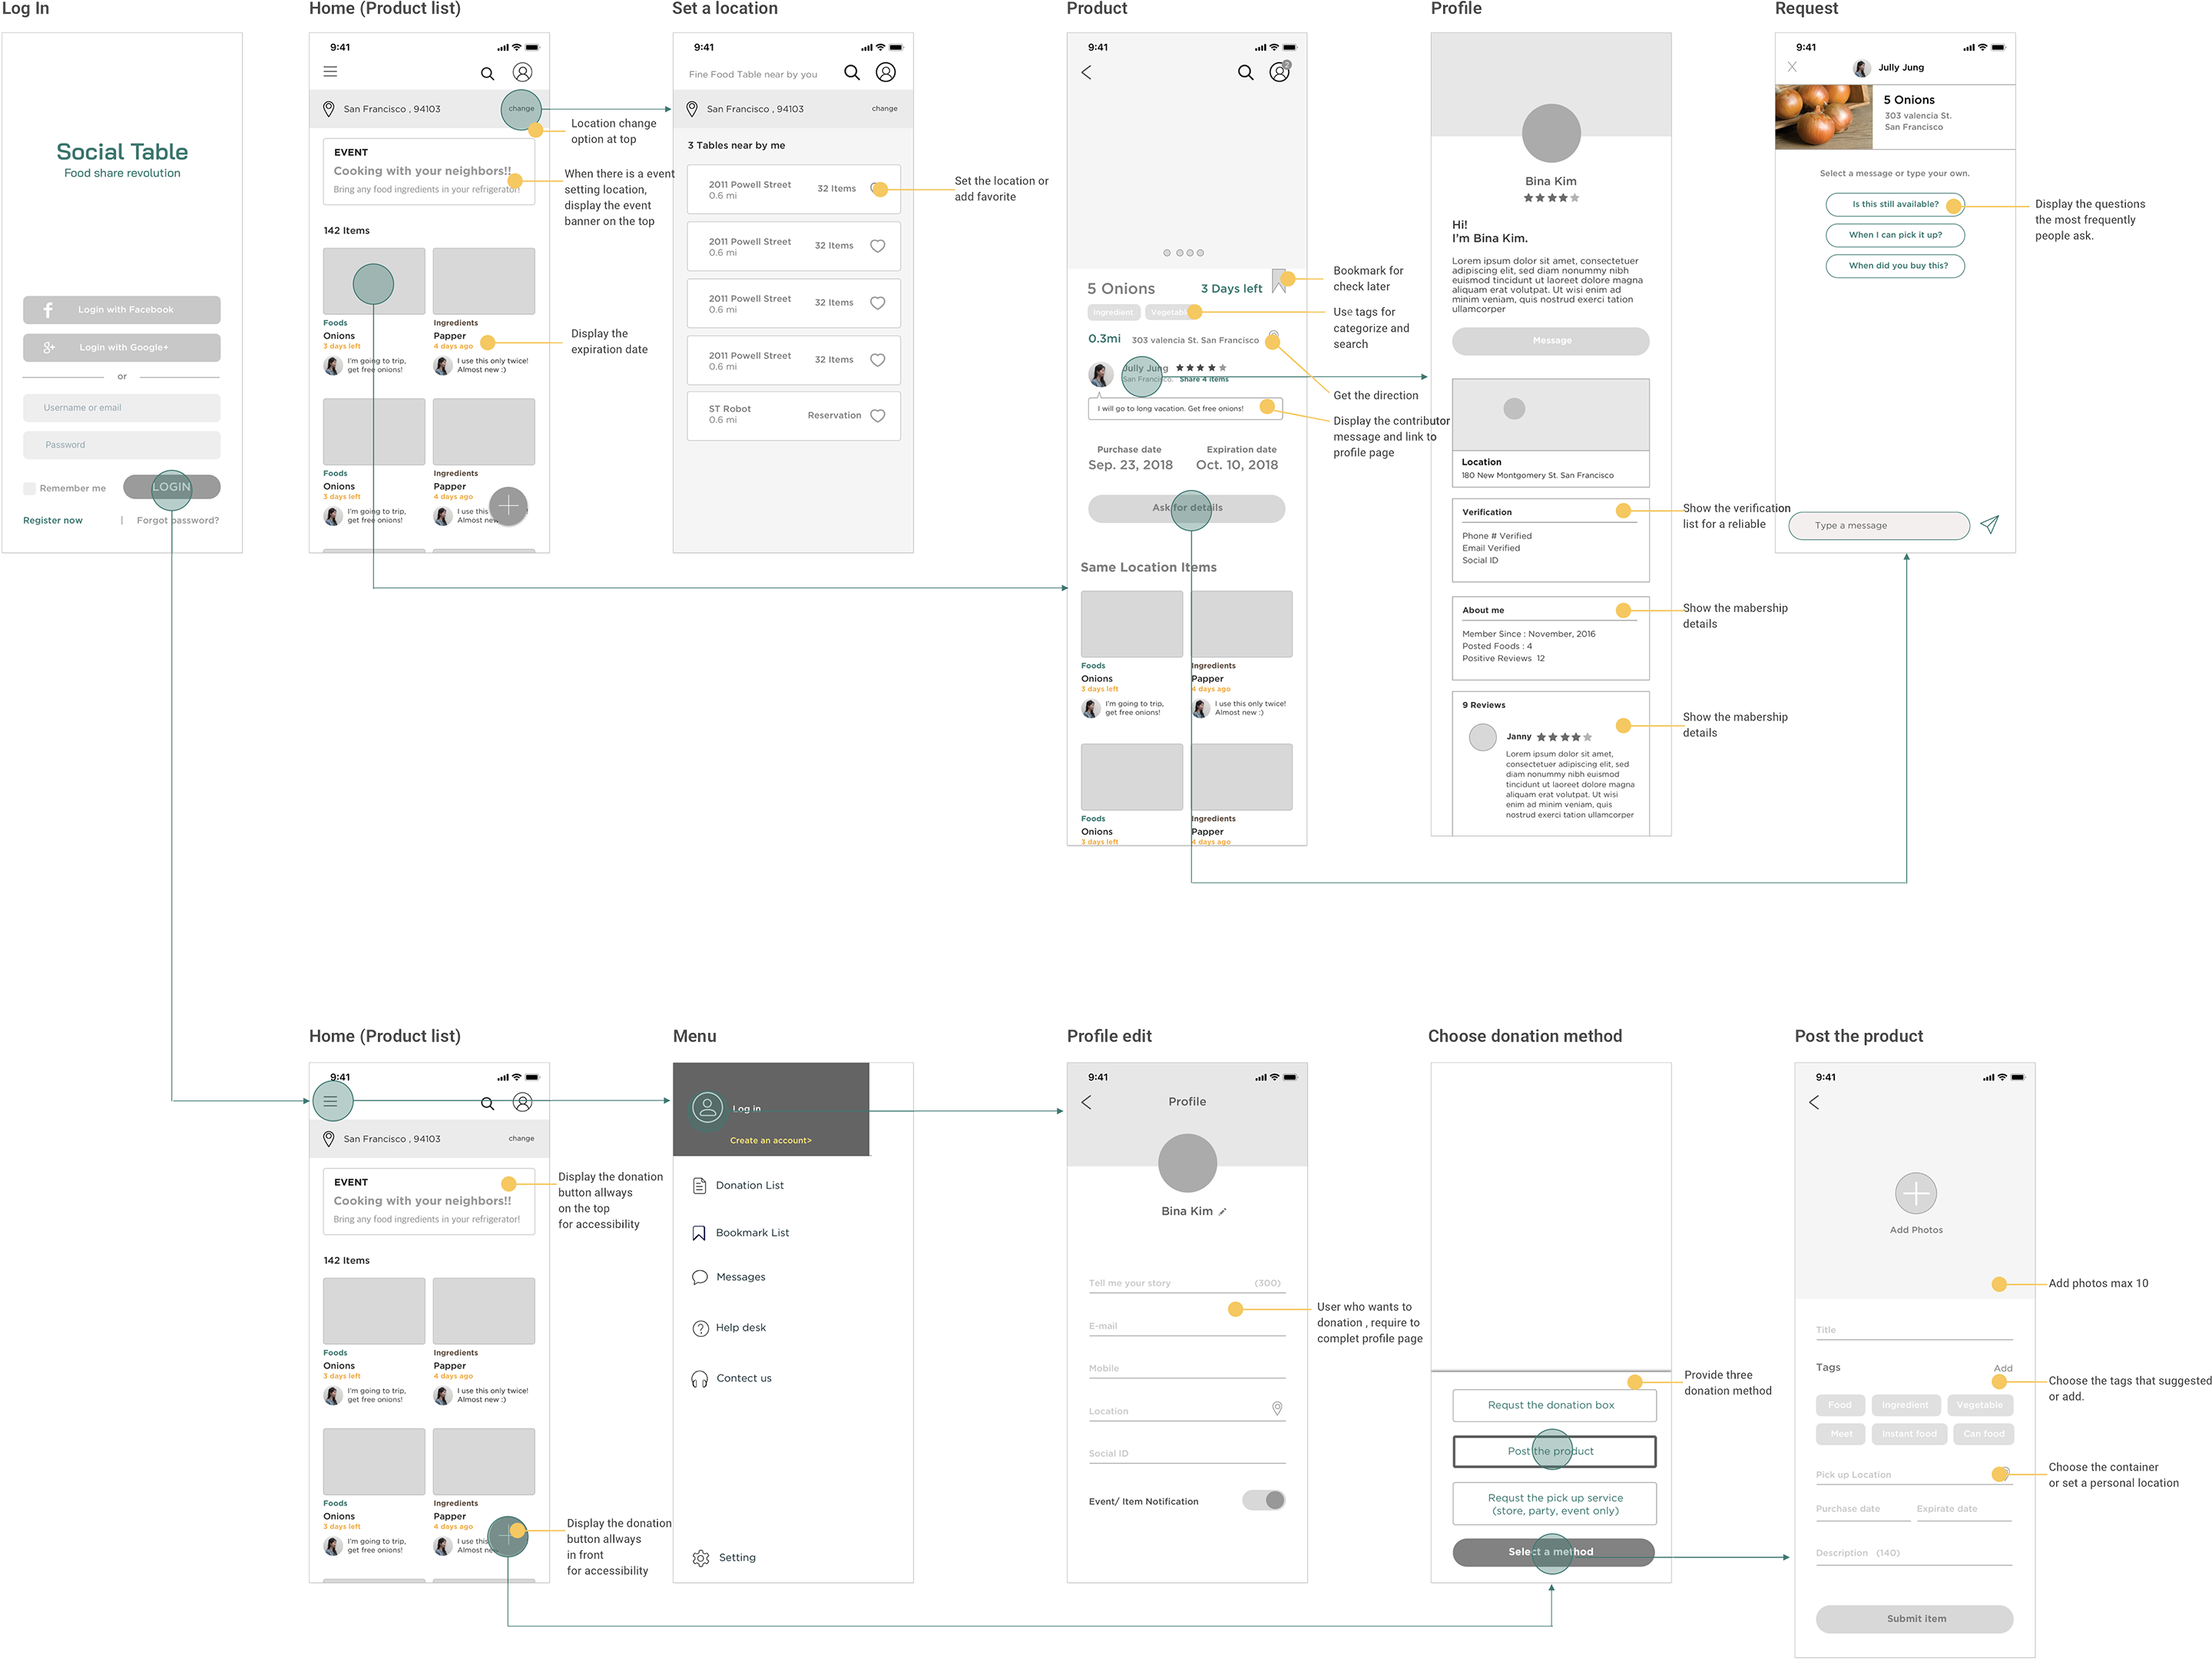 Log In
Social Table
Food share revolution
Login with Facebook
Login with Google+
or
Username or email
Password
Remember me
LOGIN
Register now | Forgot password?
Home (Product list)
9:41
San Francisco , 94103
change
EVENT
Cooking with your neighbors!!
Bring any food ingredients in your refrigerator!
142 Items
Foods
Onions
3 days left
I'm going to trip,
get free onions!
Ingredients
Papper
4 days ago
I use this only twice!
Almost new :)
Foods
Onions
3 days left
I'm going to trip,
get free onions!
Ingredients
Papper
4 days ago
I use this
Almost new
Location change
option at top
When there is a event
setting location,
display the event
banner on the top
Display the
expiration date
Set a location
9:41
Fine Food Table near by you
San Francisco , 94103
change
3 Tables near by me
2011 Powell Street
0.6 mi
32 Items
2011 Powell Street
0.6 mi
32 Items
2011 Powell Street
0.6 mi
32 Items
2011 Powell Street
0.6 mi
32 Items
ST Robot
0.6 mi
Reservation
Set the location or
add favorite
Product
9:41
2
5 Onions
3 Days left
Ingredient
Vegetable
0.3mi
303 valencia St. San Francisco
Jully Jung
San Francisco.
Share 4 items
I will go to long vacation. Get free onions!
Purchase date
Sep. 23, 2018
Expiration date
Oct. 10, 2018
Ask for details
Same Location Items
Foods
Onions
3 days left
I'm going to trip,
get free onions!
Ingredients
Papper
4 days ago
I use this only twice!
Almost new :)
Foods
Onions
3 days left
Ingredients
Papper
4 days ago
Bookmark for
check later
Use tags for
categorize and
search
Get the direction
Display the contributor
message and link to
profile page
Profile
Bina Kim
Hi!
I'm Bina Kim.
Lorem ipsum dolor sit amet, consectetuer
adipiscing elit, sed diam nonummy nibh
euismod tincidunt ut laoreet dolore magna
aliquam erat volutpat. Ut wisi enim ad
minim veniam, quis nostrud exerci tation
ullamcorper
Message
Location
180 New Montgomery St. San Francisco
Verification
Phone # Verified
Email Verified
Social ID
About me
Member Since : November, 2016
Posted Foods : 4
Positive Reviews 12
9 Reviews
Janny
Lorem ipsum dolor sit amet,
consectetuer adipiscing elit, sed
diam nonummy nibh euismod
tincidunt ut laoreet dolore magna
aliquam erat volutpat. Ut wisi
enim ad minim veniam, quis
nostrud exerci tation ullamcorper
Show the verification
list for a reliable
Show the mabership
details
Show the mabership
details
Request
9:41
X
Jully Jung
5 Onions
303 valencia St.
San Francisco
Select a message or type your own.
Is this still available?
When I can pick it up?
When did you buy this?
Type a message
Display the questions
the most frequently
people ask.
Home (Product list)
9:41
San Francisco , 94103
change
EVENT
Cooking with your neighbors!!
Bring any food ingredients in your refrigerator!
142 Items
Foods
Onions
3 days left
I'm going to trip,
get free onions!
Ingredients
Papper
4 days ago
I use this only twice!
Almost new :)
Foods
Onions
3 days left
I'm going to trip,
get free onions!
Ingredients
Papper
4 days ago
I use this
Almost new
Display the donation
button allways
on the top
for accessibility
Display the donation
button allways
in front
for accessibility
Menu
Log in
Create an account>
Donation List
Bookmark List
Messages
Help desk
Contect us
Setting
Profile edit
9:41
Profile
Bina Kim
Tell me your story (300)
E-mail
Mobile
Location
Social ID
Event/ Item Notification
User who wants to
donation , require to
complet profile page
Choose donation method
Requst the donation box
Post the product
Requst the pick up service
(store, party, event only)
Select a method
Provide three
donation method
Post the product
9:41
Add Photos
Title
Tags
Add
Food
Ingredient
Vegetable
Meet
Instant food
Can food
Pick up Location
Purchase date
Expirate date
Description (140)
Submit item
Add photos max 10
Choose the tags that suggested
or add.
Choose the container
or set a personal location